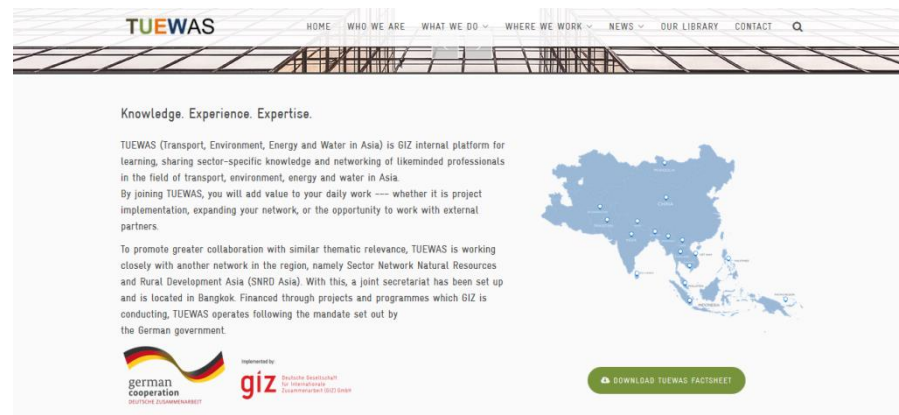 TUEWAS
HOME WHO WE ARE WHAT WE DO WHERE WE WORK NEWS OUR LIBRARY CONTACT
Knowledge. Experience. Expertise.
TUEWAS (Transport, Environment, Energy and Water in Asia) is GIZ internal platform for
learning, sharing sector-specific knowledge and networking of likeminded professionals
in the field of transport, environment, energy and water in Asia.
By joining TUEWAS, you will add value to your daily work --- whether it is project
implementation, expanding your network, or the opportunity to work with external
partners.
To promote greater collaboration with similar thematic relevance, TUEWAS is working
closely with another network in the region, namely Sector Network Natural Resources
and Rural Development Asia (SNRD Asia). With this, a joint secretariat has been set up
and is located in Bangkok. Financed through projects and programmes which GIZ is
conducting, TUEWAS operates following the mandate set out by
the German government.
CHINA
INDIA
INDONESIA
german
cooperation
DEUTSCHE ZUSAMMENARBEIT
Implemented by:
giz
Deutsche Gesellschaft
für Internationale
Zusammenarbeit (GIZ) GmbH
DOWNLOAD TUEWAS FACTSHEET